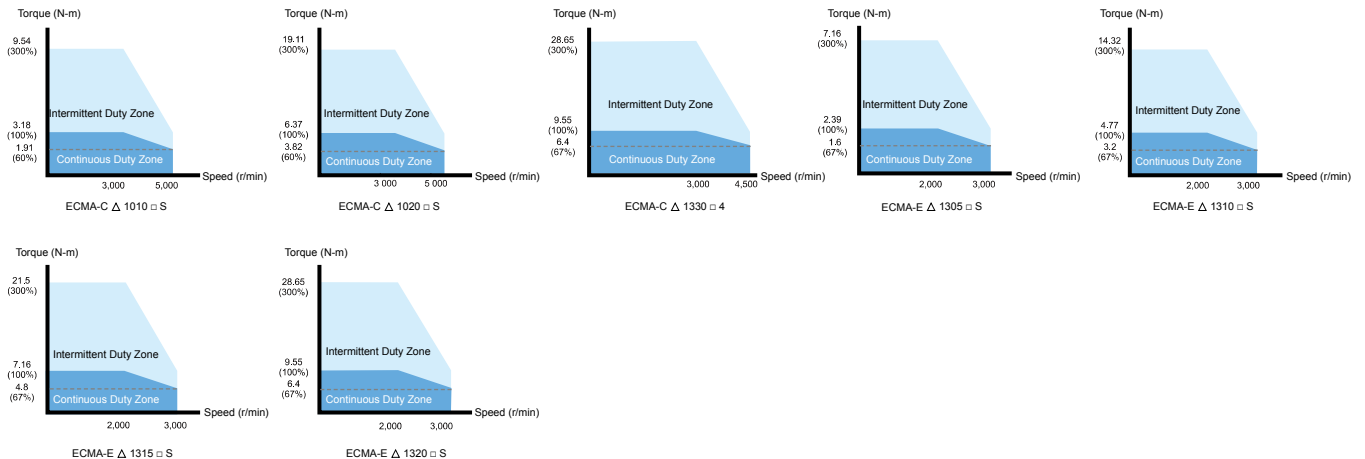 Torque (N-m)
9.54
(300%)
Intermittent Duty Zone
3.18
(100%)
1.91
(60%)
Continuous Duty Zone
Speed (r/min)
3,000
5,000
ECMA-C △ 1010 □ S
Torque (N-m)
19.11
(300%)
Intermittent Duty Zone
6.37
(100%)
3.82
(60%)
Continuous Duty Zone
Speed (r/min)
3 000
5 000
ECMA-C △ 1020 □ S
Torque (N-m)
28.65
(300%)
Intermittent Duty Zone
9.55
(100%)
6.4
(67%)
Continuous Duty Zone
Speed (r/min)
3,000
4,500
ECMA-C △ 1330 □ 4
Torque (N-m)
7.16
(300%)
Intermittent Duty Zone
2.39
(100%)
1.6
(67%)
Continuous Duty Zone
Speed (r/min)
2,000
3,000
ECMA-E △ 1305 □ S
Torque (N-m)
14.32
(300%)
Intermittent Duty Zone
4.77
(100%)
3.2
(67%)
Continuous Duty Zone
Speed (r/min)
2,000
3,000
ECMA-E △ 1310 □ S
Torque (N-m)
21.5
(300%)
Intermittent Duty Zone
7.16
(100%)
4.8
(67%)
Continuous Duty Zone
Speed (r/min)
2,000
3,000
ECMA-E △ 1315 □ S
Torque (N-m)
28.65
(300%)
Intermittent Duty Zone
9.55
(100%)
6.4
(67%)
Continuous Duty Zone
Speed (r/min)
2,000
3,000
ECMA-E △ 1320 □ S